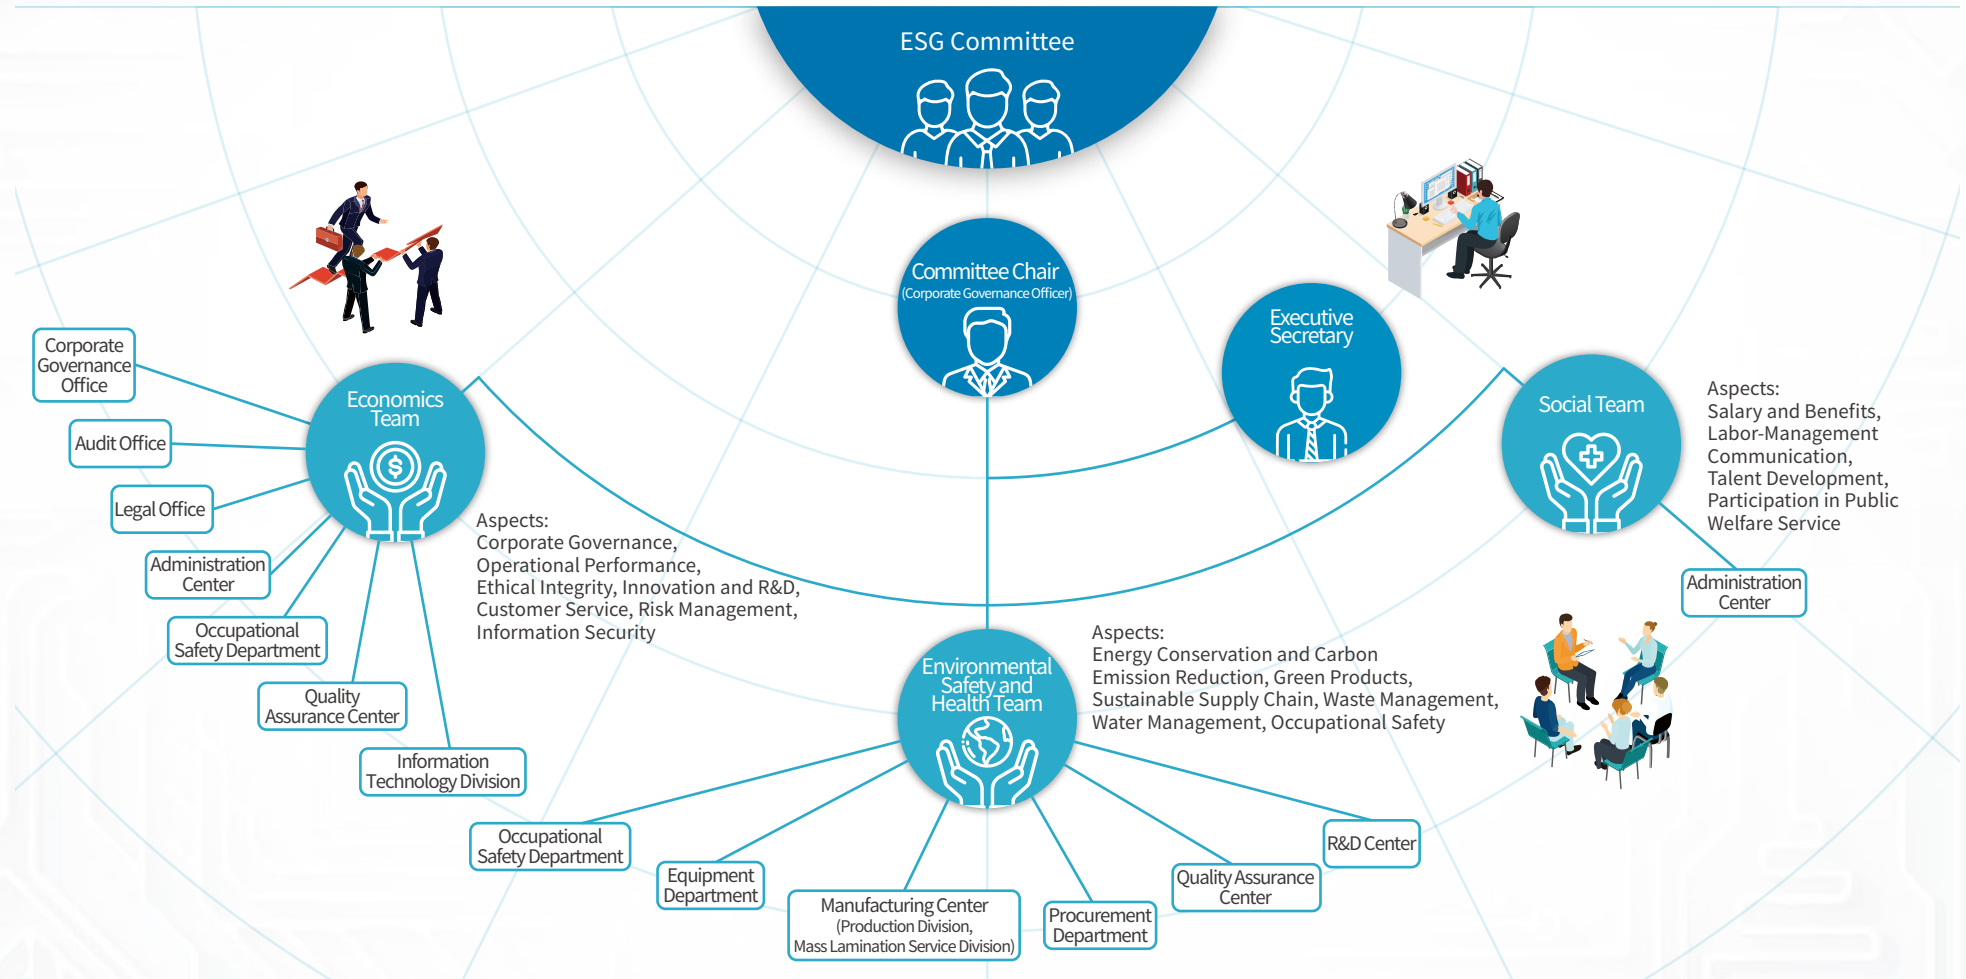 ESG Committee
Committee Chair
(Corporate Governance Officer)
Executive
Secretary
Economics
Team
$
Corporate
Governance
Office
Audit Office
Legal Office
Administration
Center
Occupational
Safety Department
Quality
Assurance Center
Information
Technology Division
Aspects:
Corporate Governance,
Operational Performance,
Ethical Integrity, Innovation and R&D,
Customer Service, Risk Management,
Information Security
Social Team
Aspects:
Salary and Benefits,
Labor-Management
Communication,
Talent Development,
Participation in Public
Welfare Service
Administration
Center
Environmental
Safety and
Health Team
Aspects:
Energy Conservation and Carbon
Emission Reduction, Green Products,
Sustainable Supply Chain, Waste Management,
Water Management, Occupational Safety
Occupational
Safety Department
Equipment
Department
Manufacturing Center
(Production Division,
Mass Lamination Service Division)
Procurement
Department
Quality Assurance
Center
R&D Center